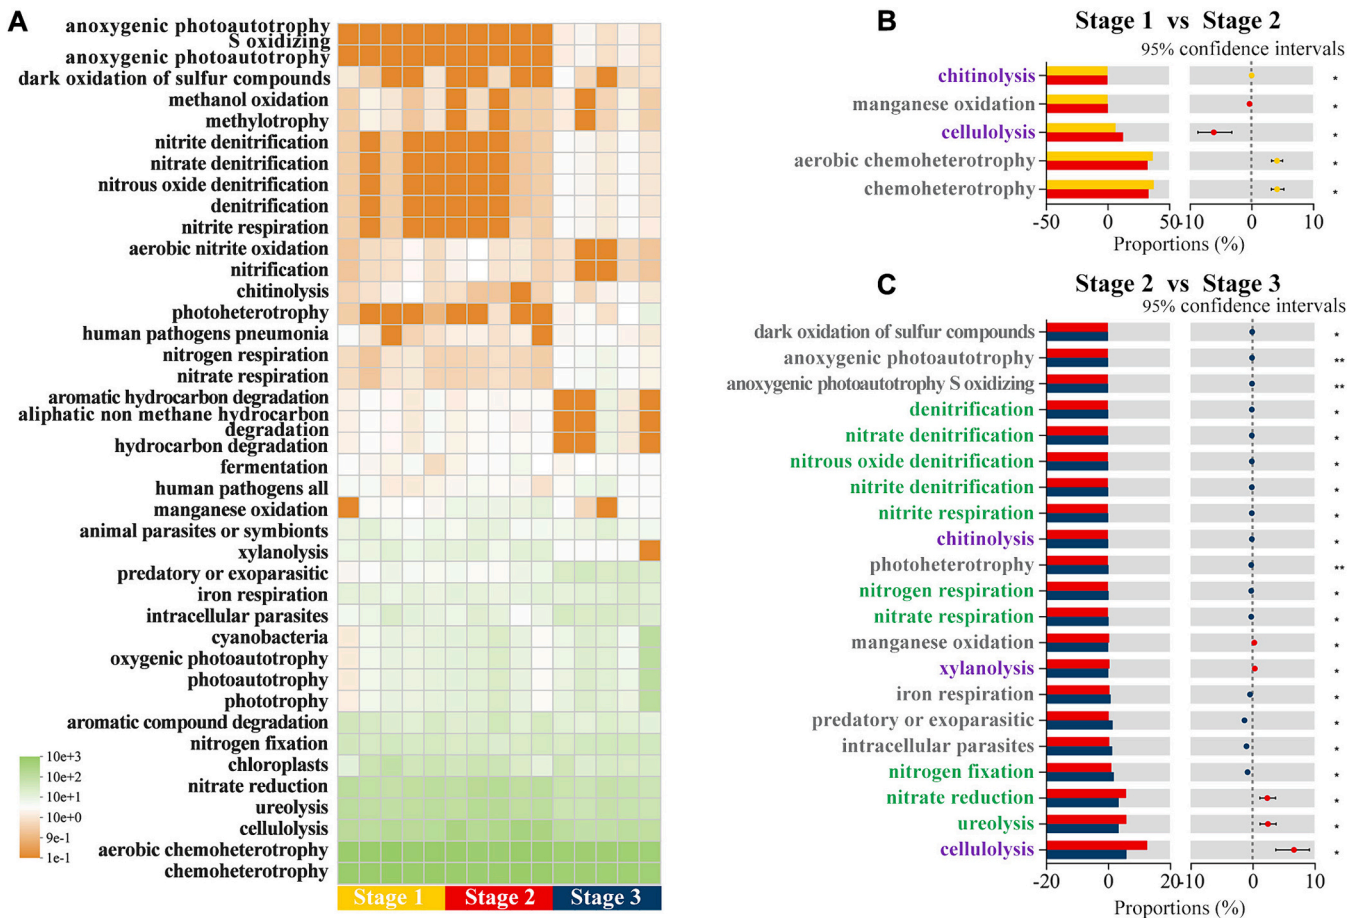 A
anoxygenic photoautotrophy
S oxidizing
anoxygenic photoautotrophy
dark oxidation of sulfur compounds
methanol oxidation
methylotrophy
nitrite denitrification
nitrate denitrification
nitrous oxide denitrification
denitrification
nitrite respiration
aerobic nitrite oxidation
nitrification
chitinolysis
photoheterotrophy
human pathogens pneumonia
nitrogen respiration
nitrate respiration
aromatic hydrocarbon degradation
aliphatic non methane hydrocarbon
degradation
hydrocarbon degradation
fermentation
human pathogens all
manganese oxidation
animal parasites or symbionts
xylanolysis
predatory or exoparasitic
iron respiration
intracellular parasites
cyanobacteria
oxygenic photoautotrophy
photoautotrophy
phototrophy
aromatic compound degradation
nitrogen fixation
chloroplasts
nitrate reduction
ureolysis
cellulolysis
aerobic chemoheterotrophy
chemoheterotrophy
10e+3
10e+2
10e+1
10e+0
9e-1
1e-1
Stage 1 Stage 2 Stage 3
B
Stage 1 vs Stage 2
95% confidence intervals
chitinolysis *
manganese oxidation *
cellulolysis *
aerobic chemoheterotrophy *
chemoheterotrophy *
-50 0 50 -10 0 10
Proportions (%) Proportions (%)
C
Stage 2 vs Stage 3
95% confidence intervals
dark oxidation of sulfur compounds *
anoxygenic photoautotrophy **
anoxygenic photoautotrophy S oxidizing **
denitrification *
nitrate denitrification *
nitrous oxide denitrification *
nitrite denitrification *
nitrite respiration *
chitinolysis *
photoheterotrophy **
nitrogen respiration *
nitrate respiration *
manganese oxidation *
xylanolysis *
iron respiration *
predatory or exoparasitic *
intracellular parasites *
nitrogen fixation *
nitrate reduction *
ureolysis *
cellulolysis *
-20 0 20 -10 0 10
Proportions (%) Proportions (%)